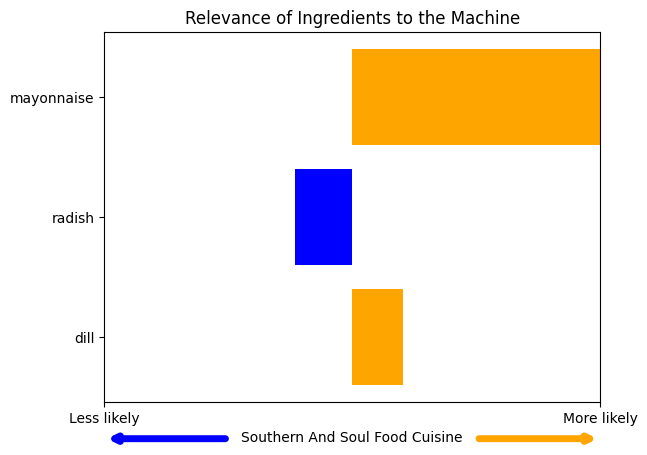 Relevance of Ingredients to the Machine
mayonnaise
radish
dill
Less likely
More likely
Southern And Soul Food Cuisine